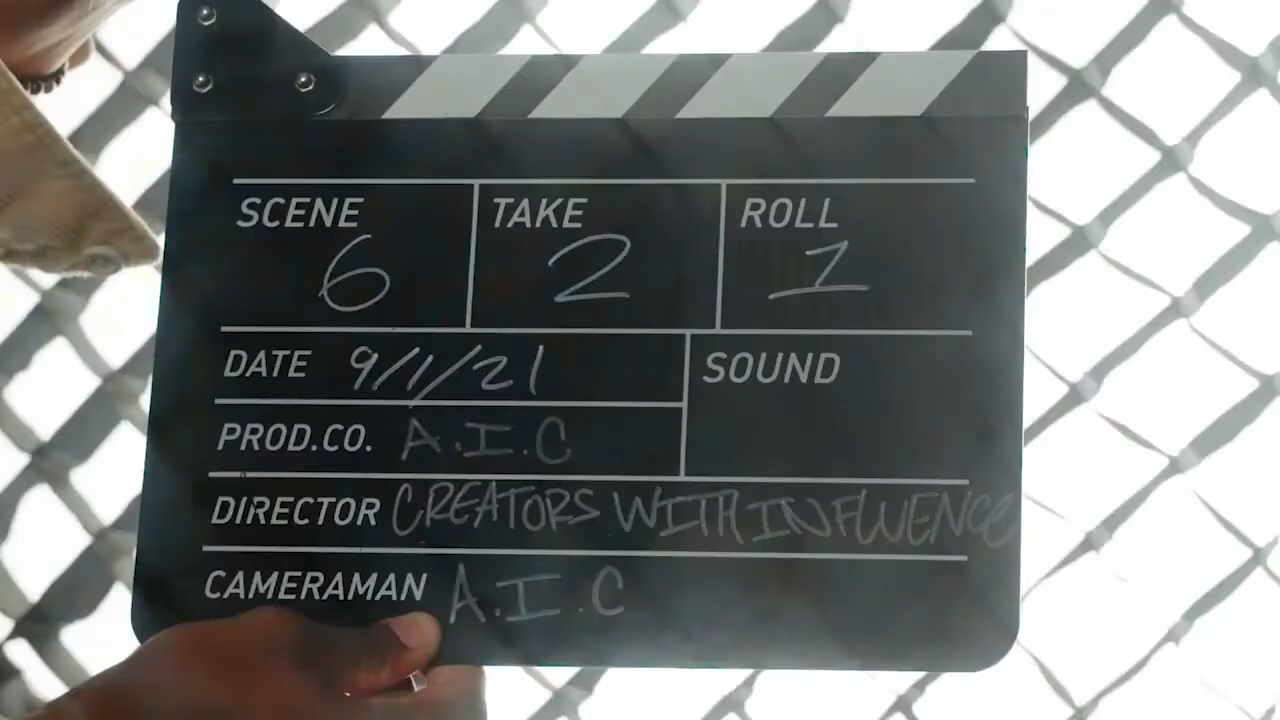 SCENE TAKE ROLL
6 2 1
DATE 9/1/21 SOUND
PROD.CO. A.I.C
DIRECTOR CREATORS WITH INFLUENCE
CAMERAMAN A.I.C